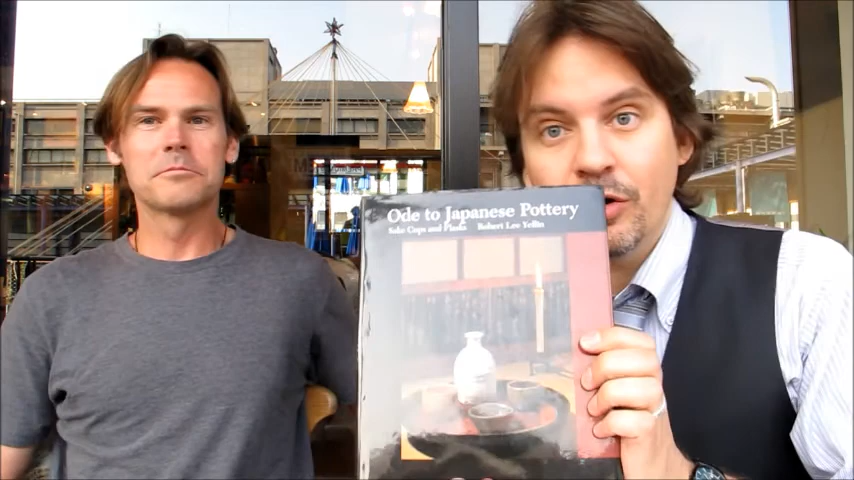 Ode to Japanese Pottery
Sake Cups and Flasks Robert Lee Yellin